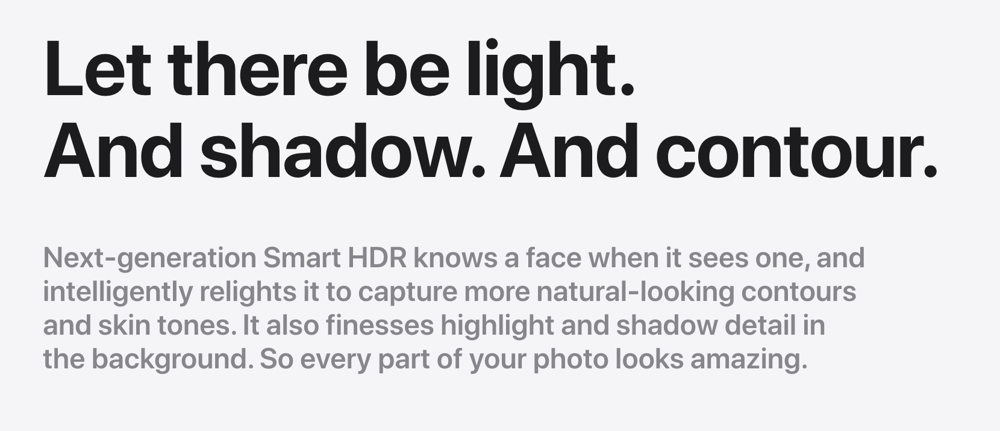 Let there be light.
And shadow. And contour.
Next-generation Smart HDR knows a face when it sees one, and
intelligently relights it to capture more natural-looking contours
and skin tones. It also finesses highlight and shadow detail in
the background. So every part of your photo looks amazing.